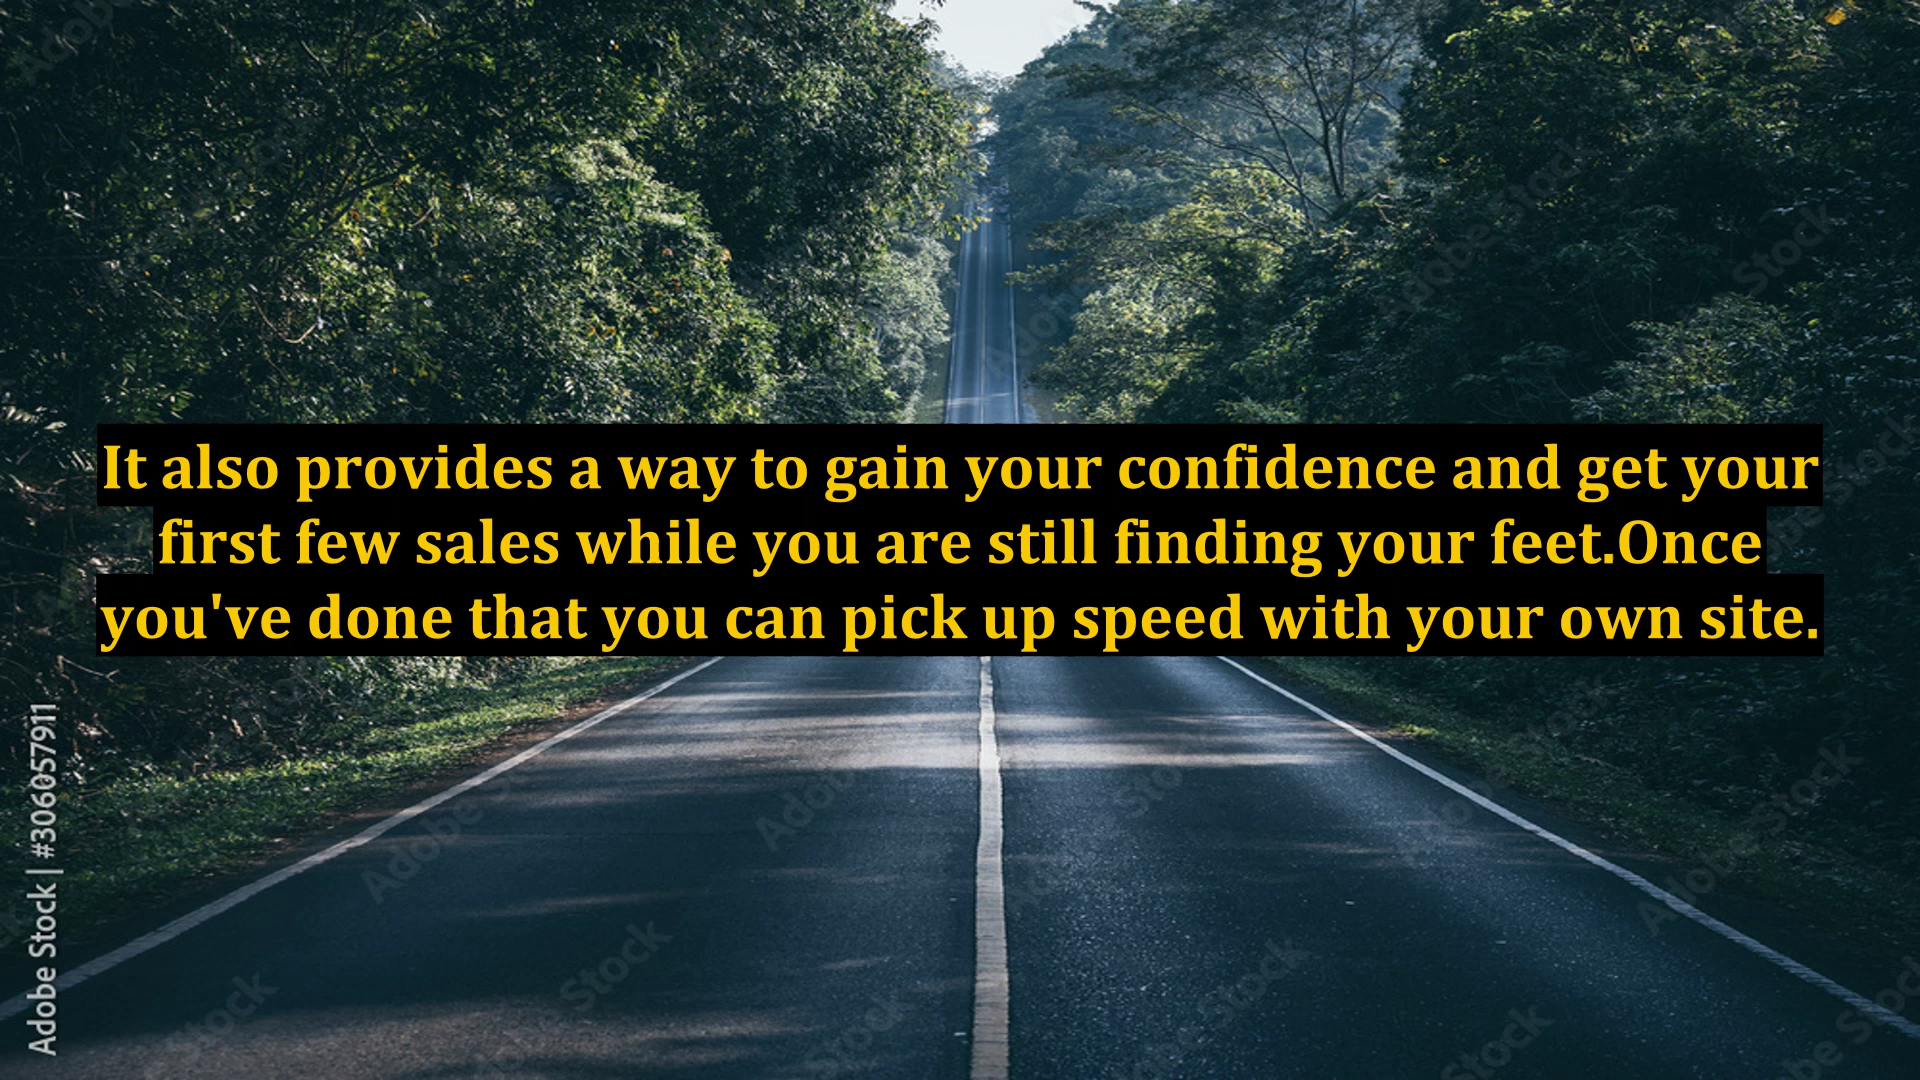 It also provides a way to gain your confidence and get your
first few sales while you are still finding your feet.Once
you've done that you can pick up speed with your own site.
Adobe Stock | #306057911